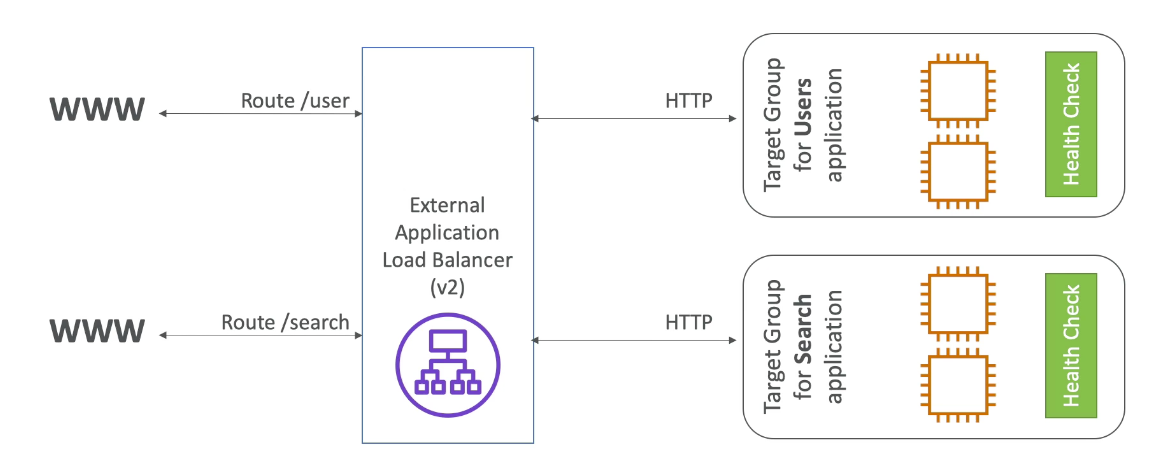 WWW
Route /user
HTTP
Target Group
for Users
application
Health Check
External
Application
Load Balancer
(v2)
WWW
Route /search
HTTP
Target Group
for Search
application
Health Check